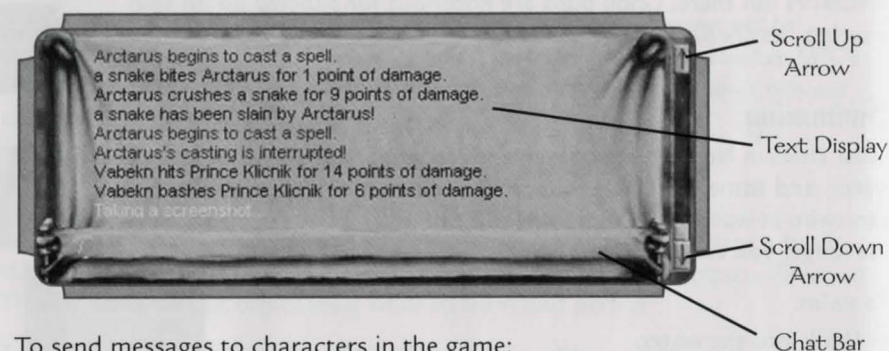 Arctarus begins to cast a spell.
a snake bites Arctarus for 1 point of damage.
Arctarus crushes a snake for 9 points of damage.
a snake has been slain by Arctarus!
Arctarus begins to cast a spell.
Arctarus's casting is interrupted!
Vabekn hits Prince Klicnik for 14 points of damage.
Vabekn bashes Prince Klicnik for 6 points of damage.
Taking a screenshot...
Scroll Up
Arrow
Text Display
Scroll Down
Arrow
Chat Bar
To send messages to characters in the game: